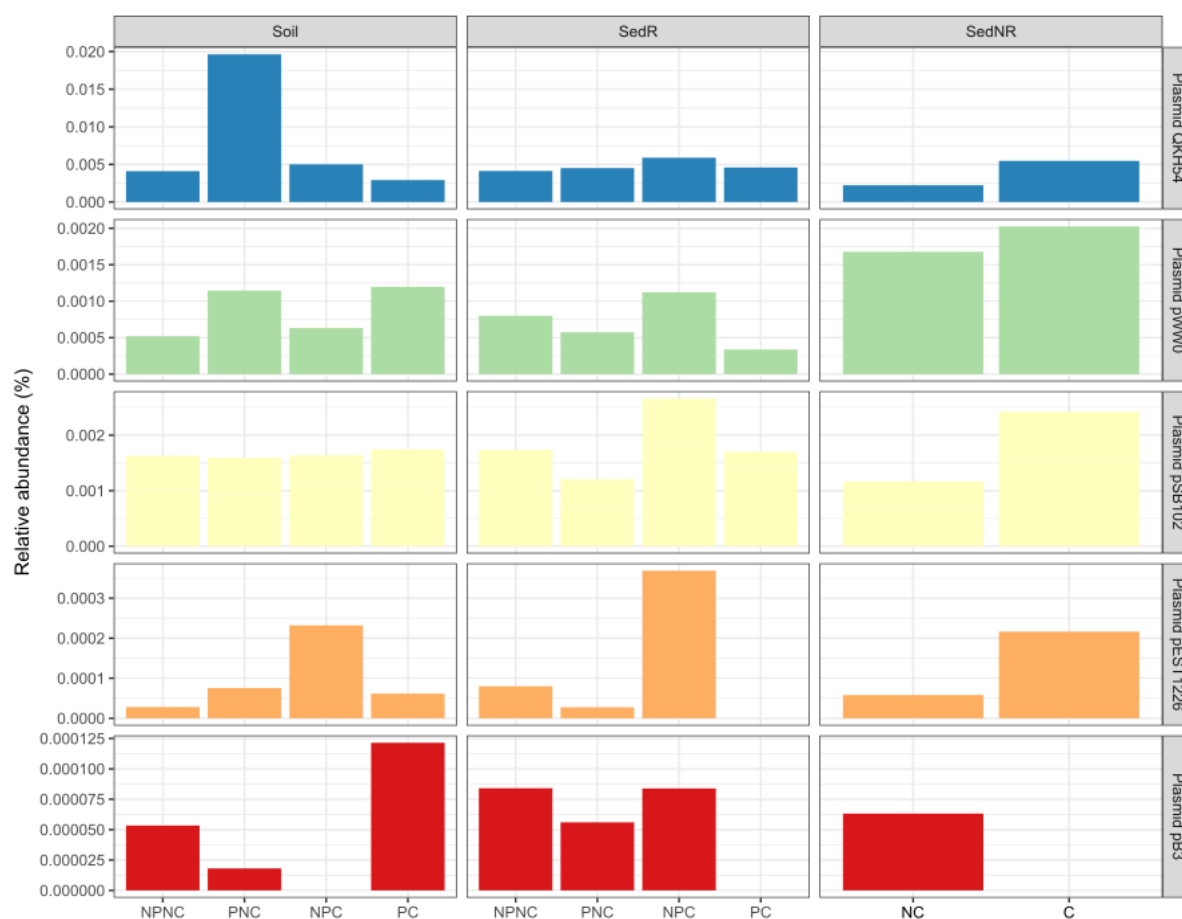 Soil SedR SedNR
Relative abundance (%)
0.020
0.015
0.010
0.005
0.000
Plasmid QKH54
0.0020
0.0015
0.0010
0.0005
0.0000
Plasmid pWW0
0.002
0.001
0.000
Plasmid pSB102
0.0003
0.0002
0.0001
0.0000
Plasmid pEST1226
0.000125
0.000100
0.000075
0.000050
0.000025
0.000000
Plasmid pB3
NPNC PNC NPC PC NPNC PNC NPC PC NC C